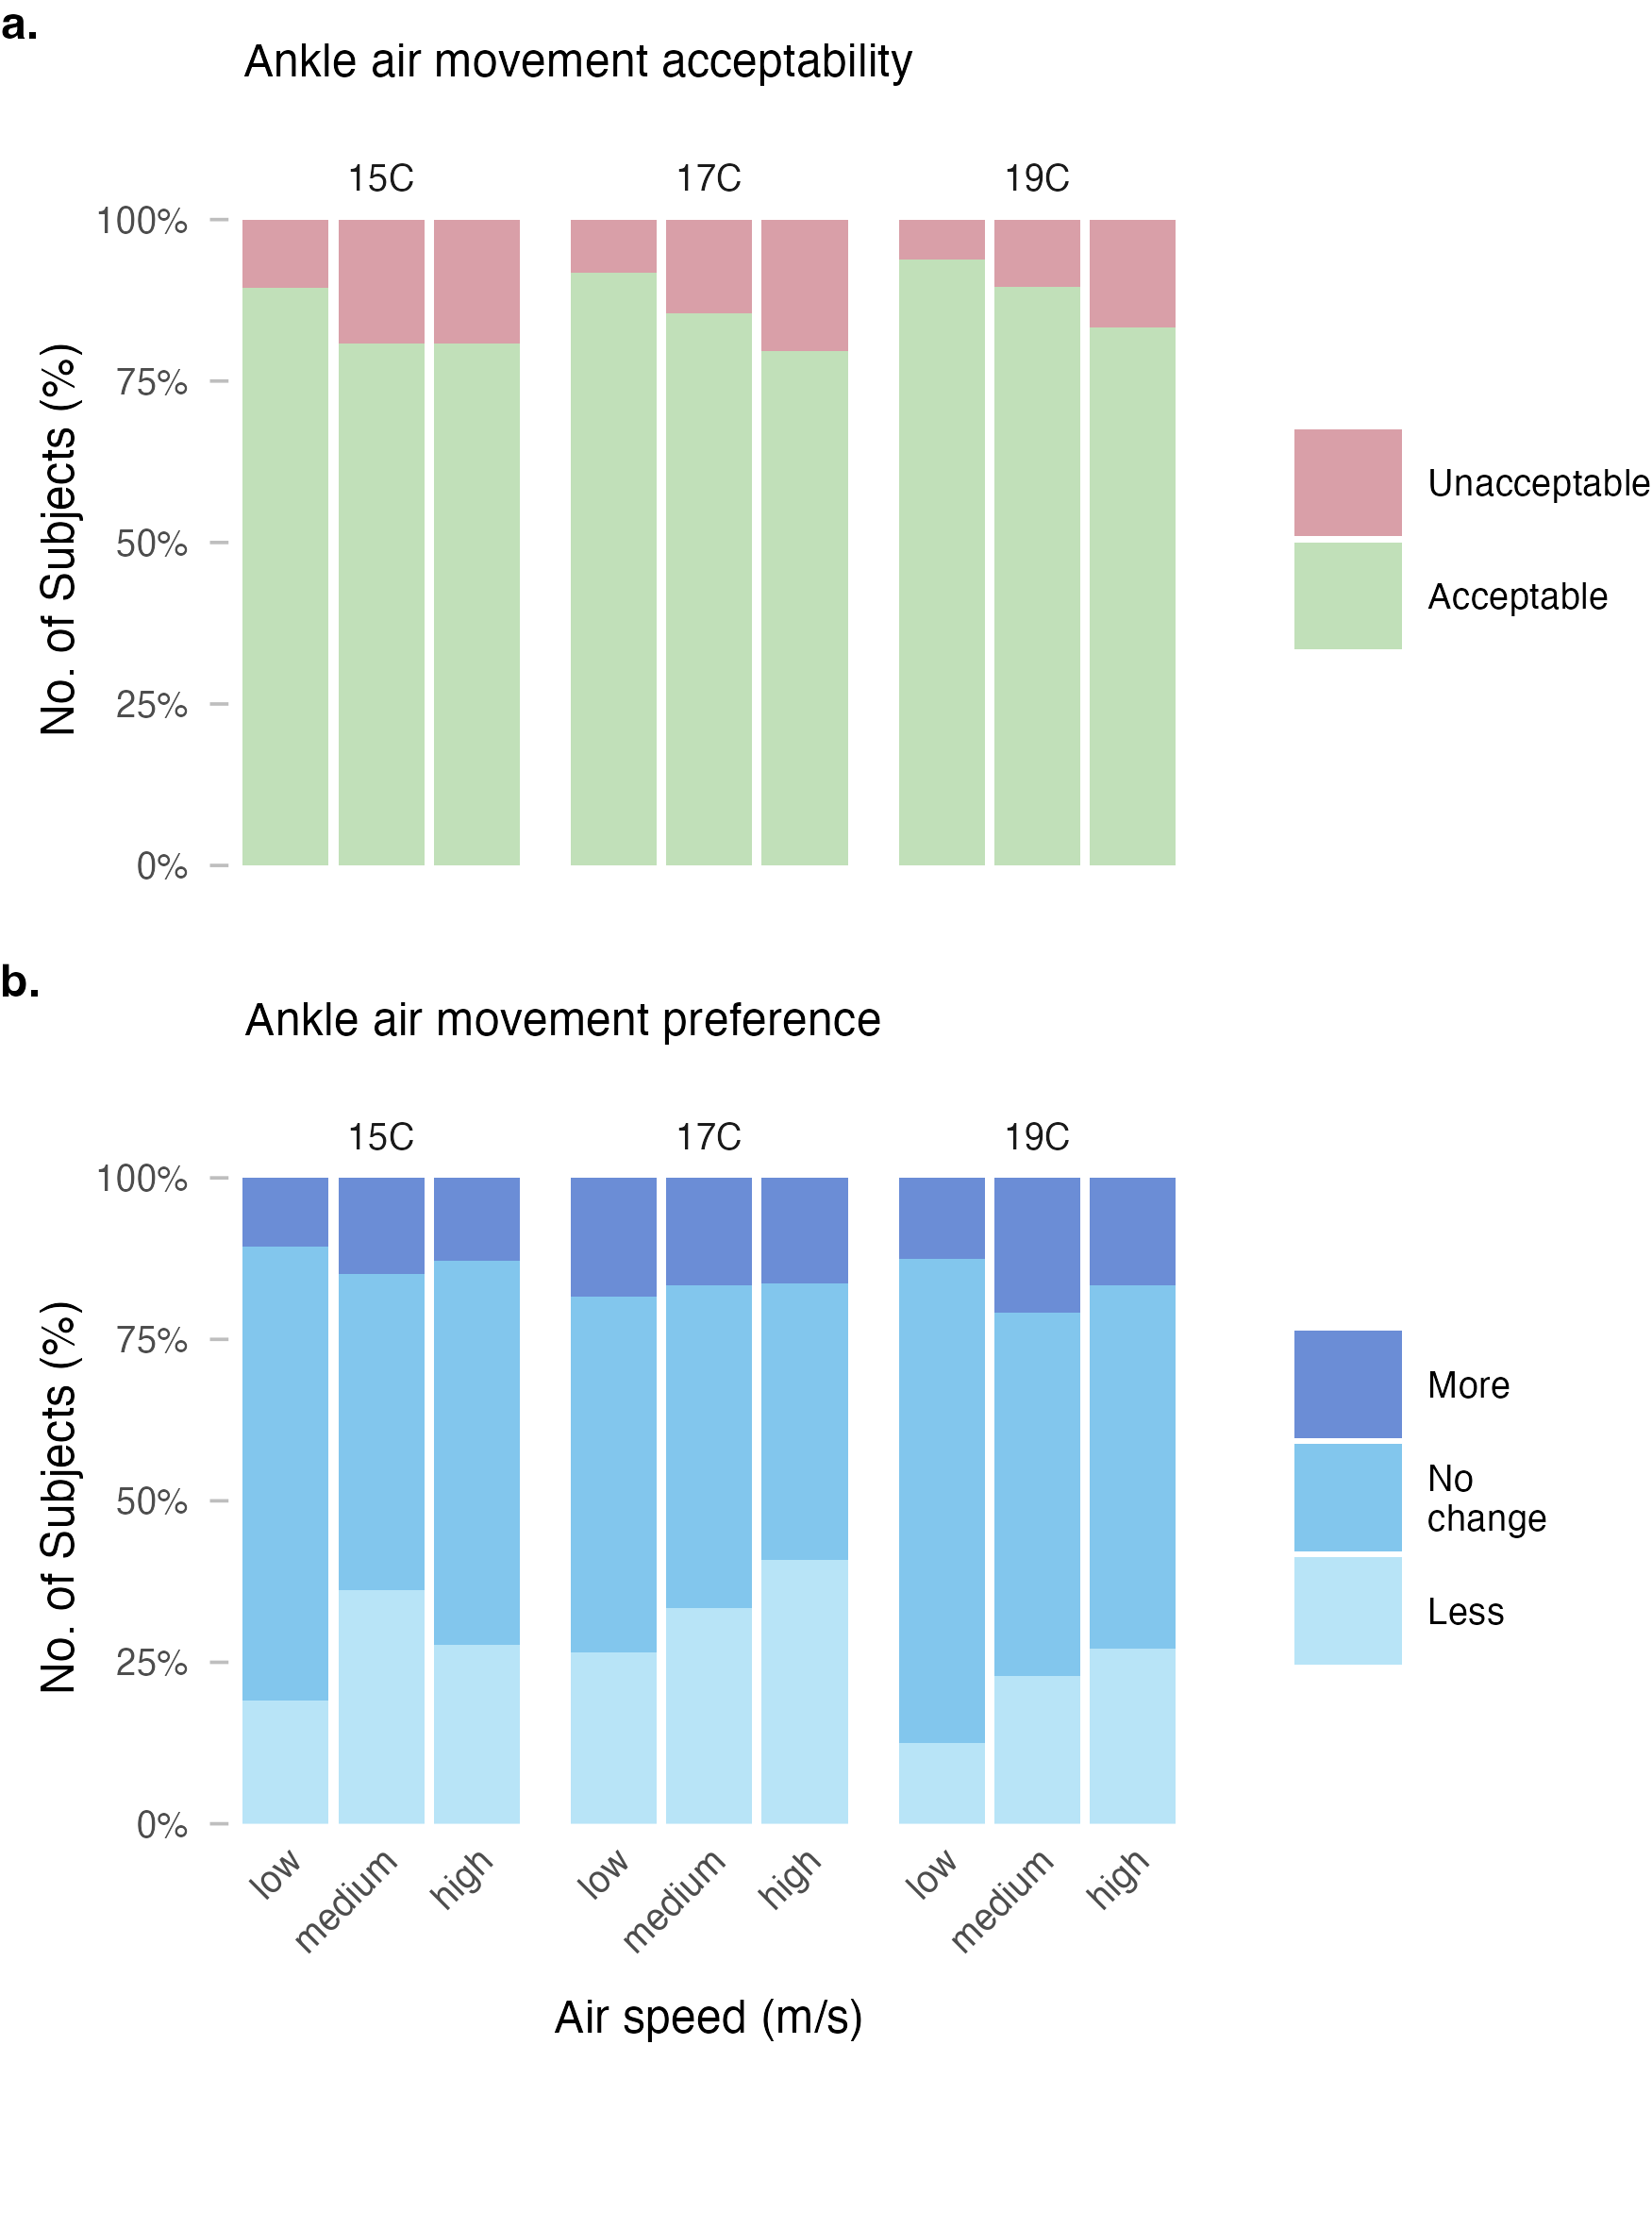 a.
Ankle air movement acceptability
15C 17C 19C
100%
75%
50%
25%
0%
No. of Subjects (%)
Unacceptable
Acceptable
b.
Ankle air movement preference
15C 17C 19C
100%
75%
50%
25%
0%
No. of Subjects (%)
More
No
change
Less
low medium high low medium high low medium high
Air speed (m/s)